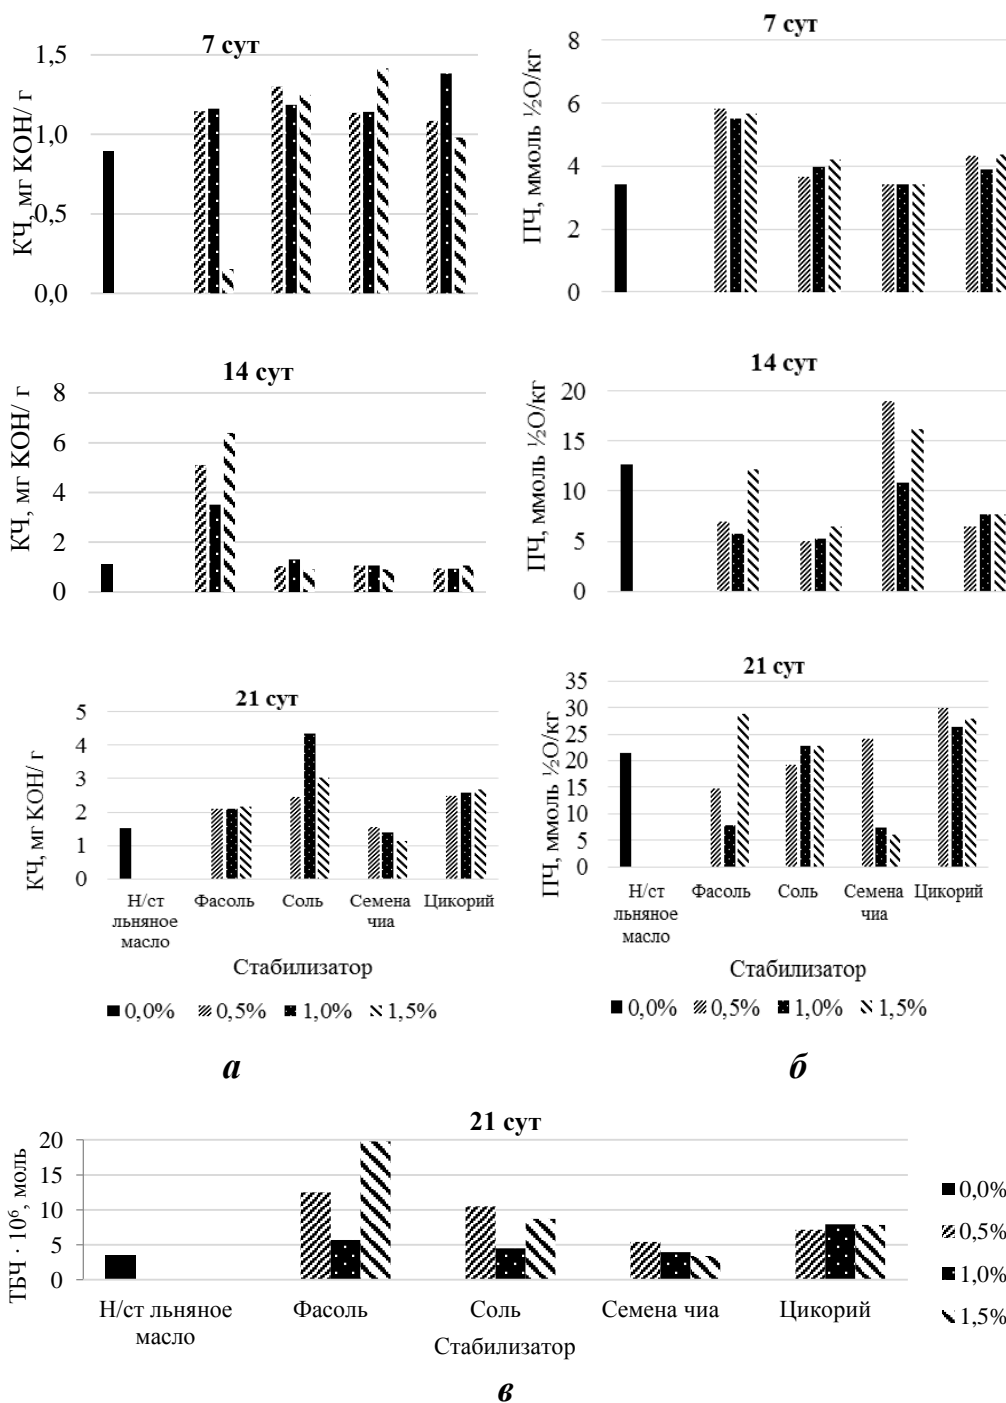 7 сут
КЧ, мг КОН/ г
1,5
1,0
0,5
0,0
7 сут
ПЧ, ммоль ½О/кг
8
6
4
2
0
14 сут
КЧ, мг КОН/ г
8
6
4
2
0
14 сут
ПЧ, ммоль ½О/кг
20
15
10
5
0
21 сут
КЧ, мг КОН/ г
5
4
3
2
1
0
Н/ст льняное масло
Фасоль
Соль
Семена чиа
Цикорий
Стабилизатор
0,0% 0,5% 1,0% 1,5%
а
21 сут
ПЧ, ммоль ½О/кг
35
30
25
20
15
10
5
0
Н/ст льняное масло
Фасоль
Соль
Семена чиа
Цикорий
Стабилизатор
0,0% 0,5% 1,0% 1,5%
б
21 сут
ТБЧ · 10⁶, моль
20
15
10
5
0
Н/ст льняное масло
Фасоль
Соль
Семена чиа
Цикорий
Стабилизатор
0,0%
0,5%
1,0%
1,5%
в